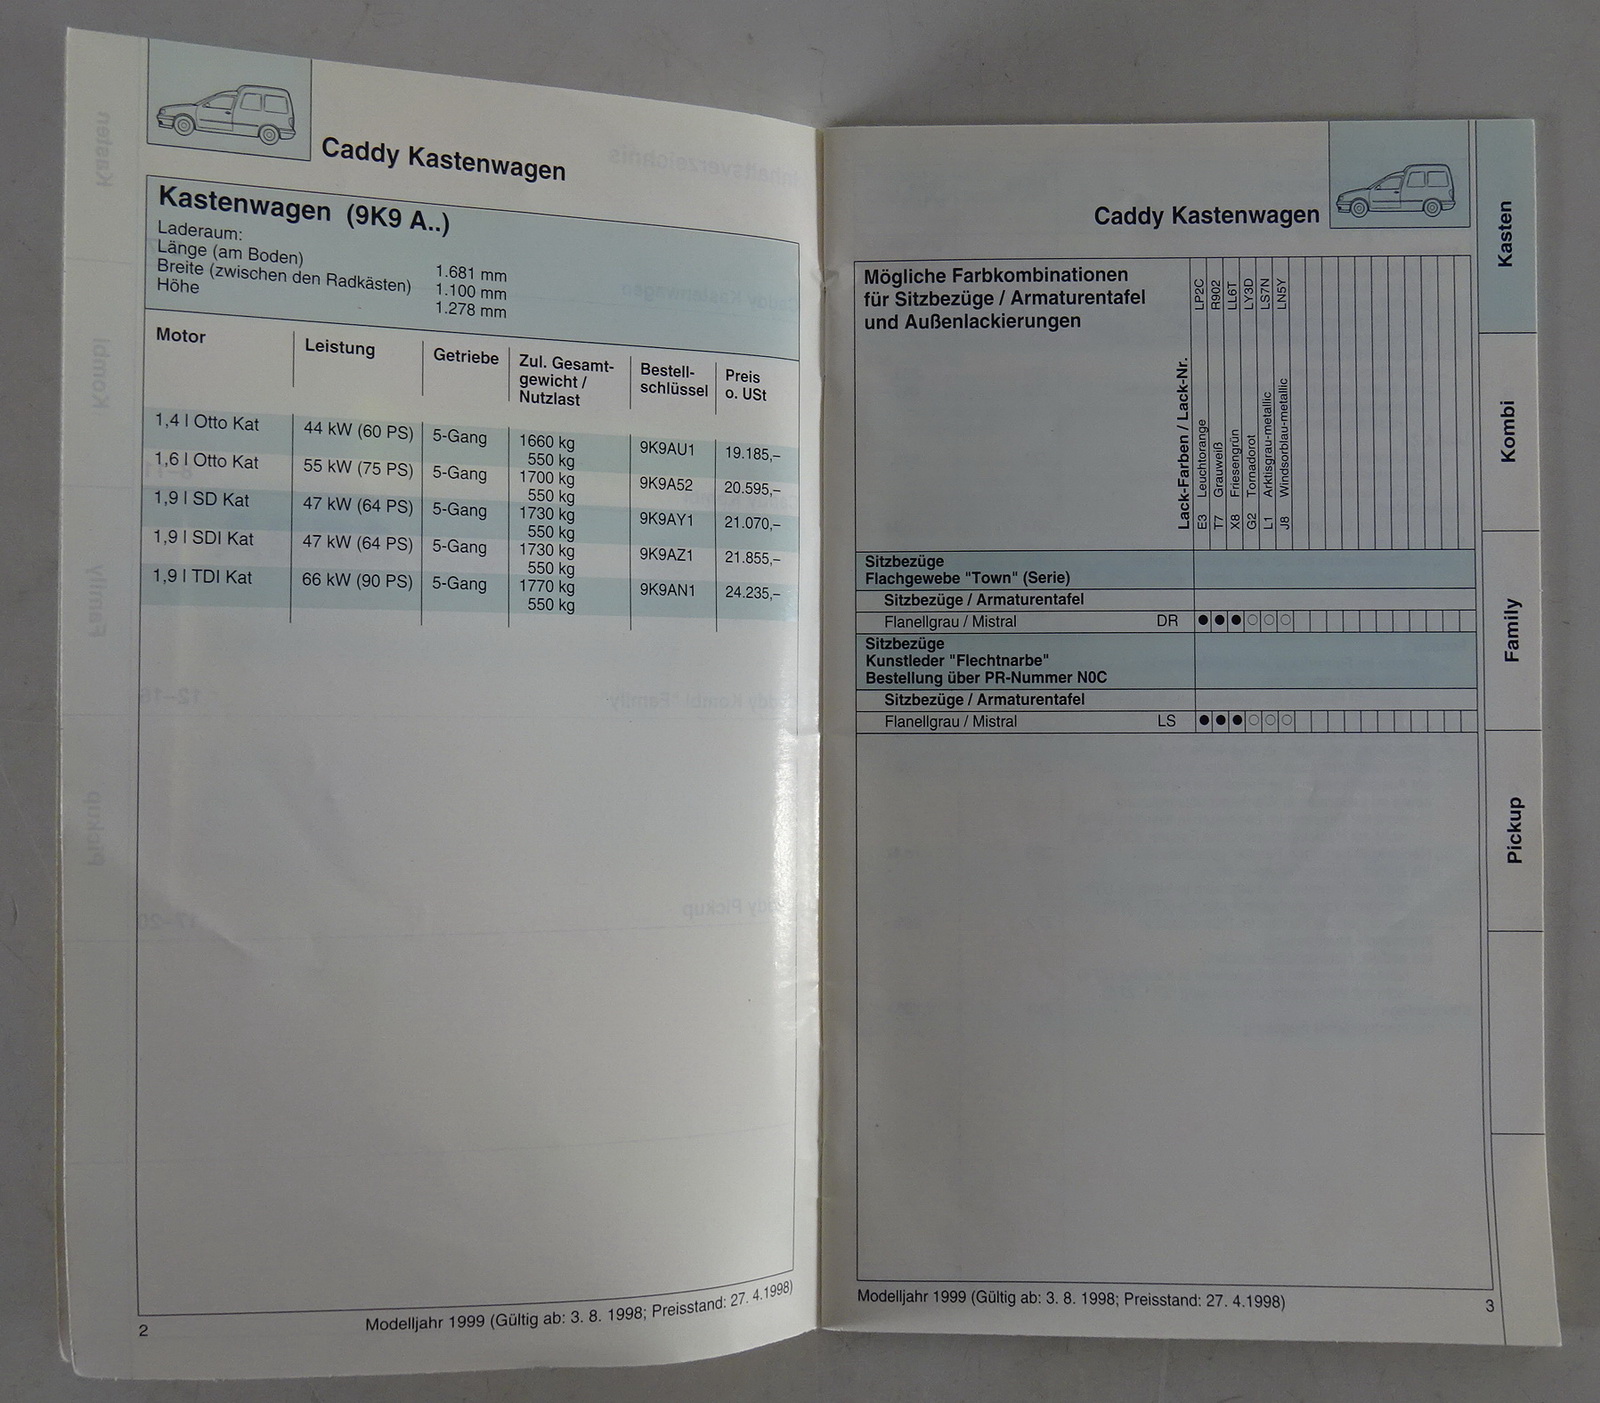 Caddy Kastenwagen
Kastenwagen (9K9 A..)
Laderaum:
Länge (am Boden) 1.681 mm
Breite (zwischen den Radkästen) 1.100 mm
Höhe 1.278 mm
Motor Leistung Getriebe Zul. Gesamt- Bestell- Preis
gewicht / schlüssel o. USt
Nutzlast
1,4 l Otto Kat 44 kW (60 PS) 5-Gang 1660 kg 9K9AU1 19.185,–
550 kg
1,6 l Otto Kat 55 kW (75 PS) 5-Gang 1700 kg 9K9A52 20.595,–
550 kg
1,9 l SD Kat 47 kW (64 PS) 5-Gang 1730 kg 9K9AY1 21.070,–
550 kg
1,9 l SDI Kat 47 kW (64 PS) 5-Gang 1730 kg 9K9AZ1 21.855,–
550 kg
1,9 l TDI Kat 66 kW (90 PS) 5-Gang 1770 kg 9K9AN1 24.235,–
550 kg
Modelljahr 1999 (Gültig ab: 3. 8. 1998; Preisstand: 27. 4.1998)
2
Caddy Kastenwagen
Mögliche Farbkombinationen
für Sitzbezüge / Armaturentafel
und Außenlackierungen
Lack-Farben / Lack-Nr.
E3 Leuchtorange LP2C
T7 Grauweiß R902
X8 Friesengrün LL6T
G2 Tornadorot LY3D
L1 Arktisgrau-metallic LS7N
J8 Windsorblau-metallic LN5Y
Sitzbezüge
Flachgewebe "Town" (Serie)
Sitzbezüge / Armaturentafel
Flanellgrau / Mistral DR ● ● ● ○ ○ ○
Sitzbezüge
Kunstleder "Flechtnarbe"
Bestellung über PR-Nummer N0C
Sitzbezüge / Armaturentafel
Flanellgrau / Mistral LS ● ● ● ○ ○ ○
Modelljahr 1999 (Gültig ab: 3. 8. 1998; Preisstand: 27. 4.1998)
3
Kasten
Kombi
Family
Pickup